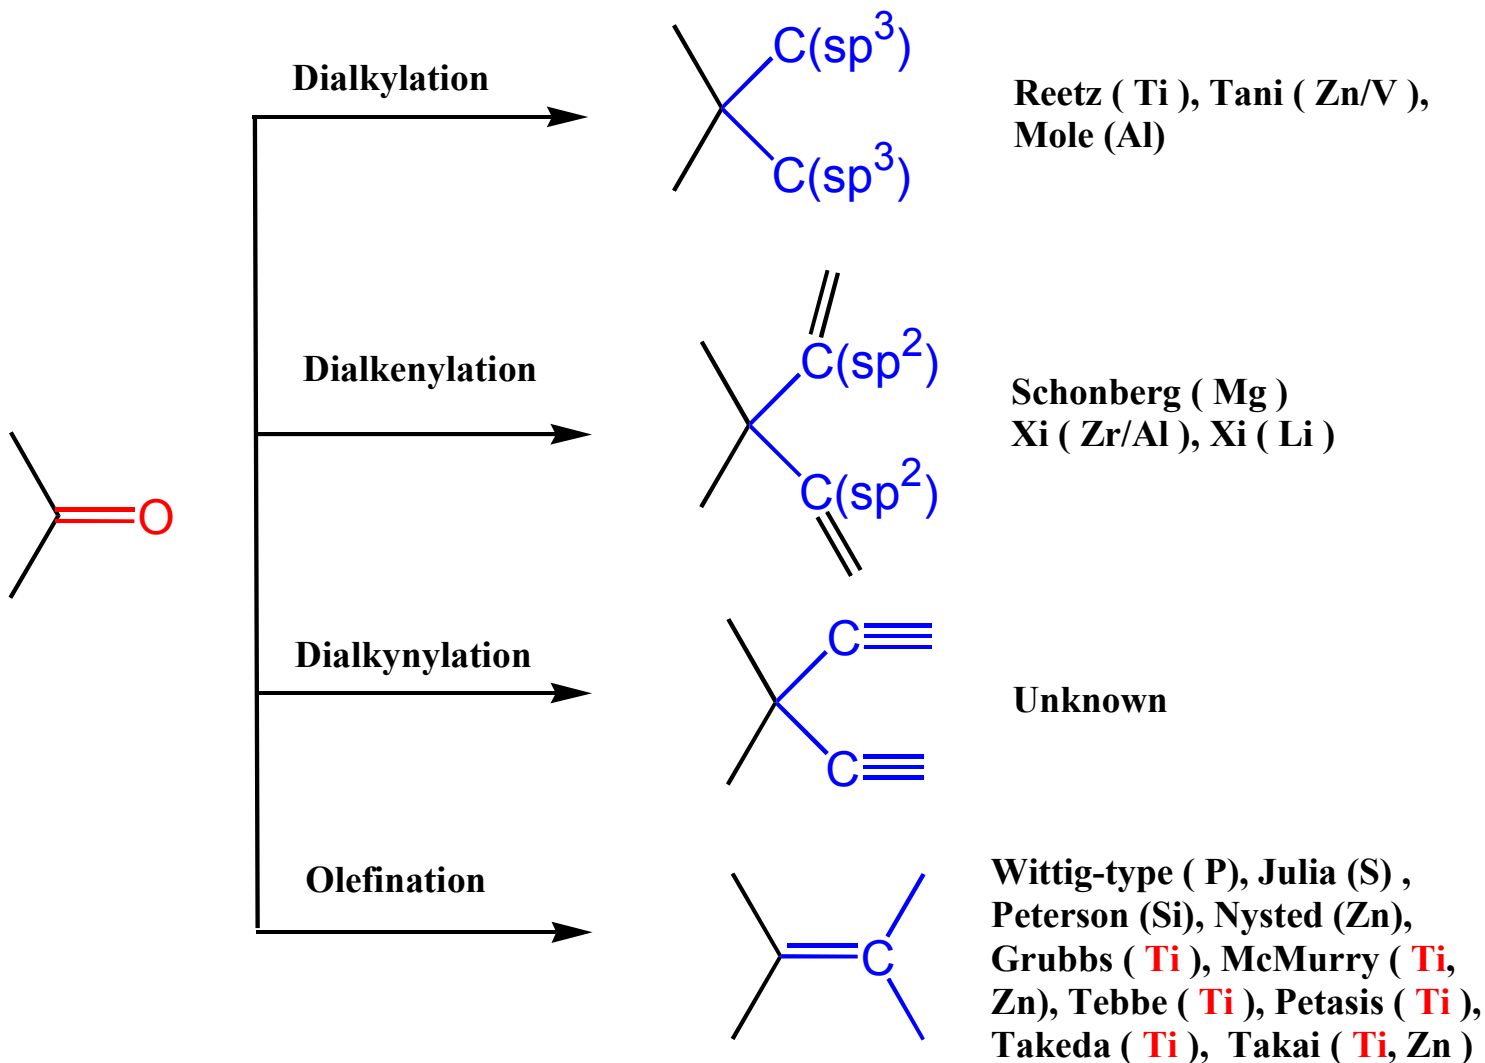 Dialkylation
C(sp³)
C(sp³)
Reetz ( Ti ), Tani ( Zn/V ),
Mole (Al)
Dialkenylation
C(sp²)
C(sp²)
Schonberg ( Mg )
Xi ( Zr/Al ), Xi ( Li )
O
Dialkynylation
C
C
Unknown
Olefination
C
Wittig-type ( P), Julia (S) ,
Peterson (Si), Nysted (Zn),
Grubbs ( Ti ), McMurry ( Ti,
Zn), Tebbe ( Ti ), Petasis ( Ti ),
Takeda ( Ti ), Takai ( Ti, Zn )